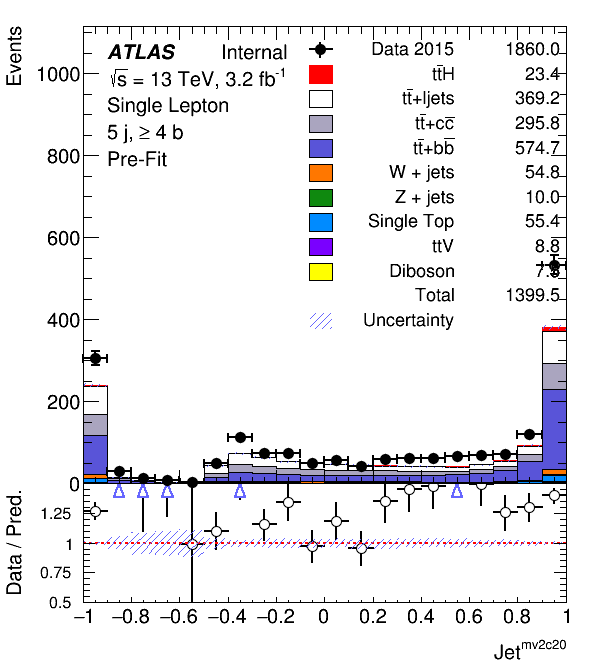 Events
ATLAS Internal
√s = 13 TeV, 3.2 fb⁻¹
Single Lepton
5 j, ≥ 4 b
Pre-Fit
Data 2015 1860.0
tt̄H 23.4
tt̄+ljets 369.2
tt̄+cc̄ 295.8
tt̄+bb̄ 574.7
W + jets 54.8
Z + jets 10.0
Single Top 55.4
ttV 8.8
Diboson
Total 1399.5
Uncertainty
1000
800
600
400
200
0
Data / Pred.
1.25
1
0.75
0.5
−1 −0.8 −0.6 −0.4 −0.2 0 0.2 0.4 0.6 0.8 1
Jet^mv2c20